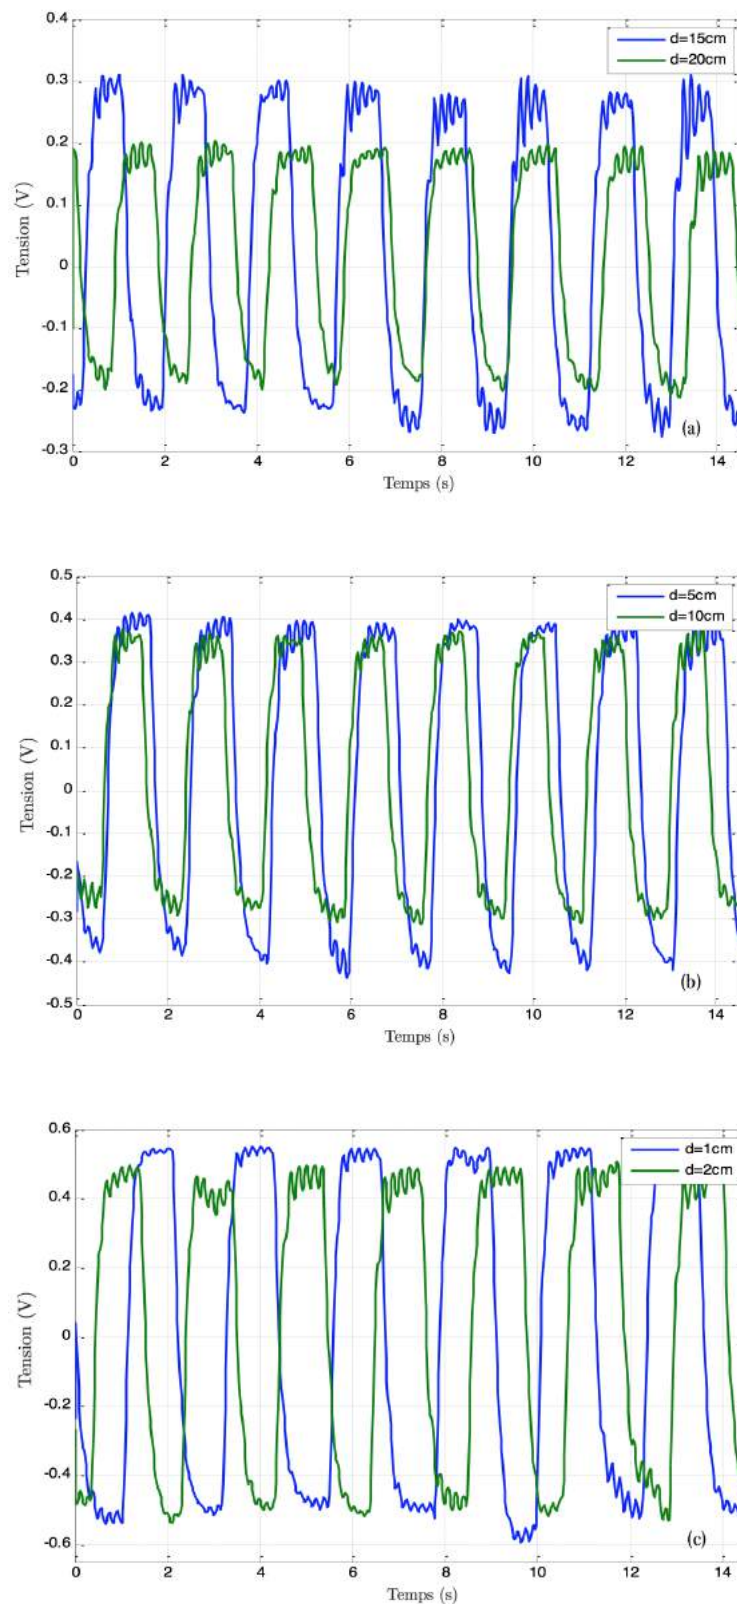 0.4
0.3
0.2
0.1
0
-0.1
-0.2
-0.3
Tension (V)
d=15cm
d=20cm
(a)
0 2 4 6 8 10 12 14
Temps (s)
0.5
0.4
0.3
0.2
0.1
0
-0.1
-0.2
-0.3
-0.4
-0.5
Tension (V)
d=5cm
d=10cm
(b)
0 2 4 6 8 10 12 14
Temps (s)
0.6
0.4
0.2
0
-0.2
-0.4
-0.6
Tension (V)
d=1cm
d=2cm
(c)
0 2 4 6 8 10 12 14
Temps (s)